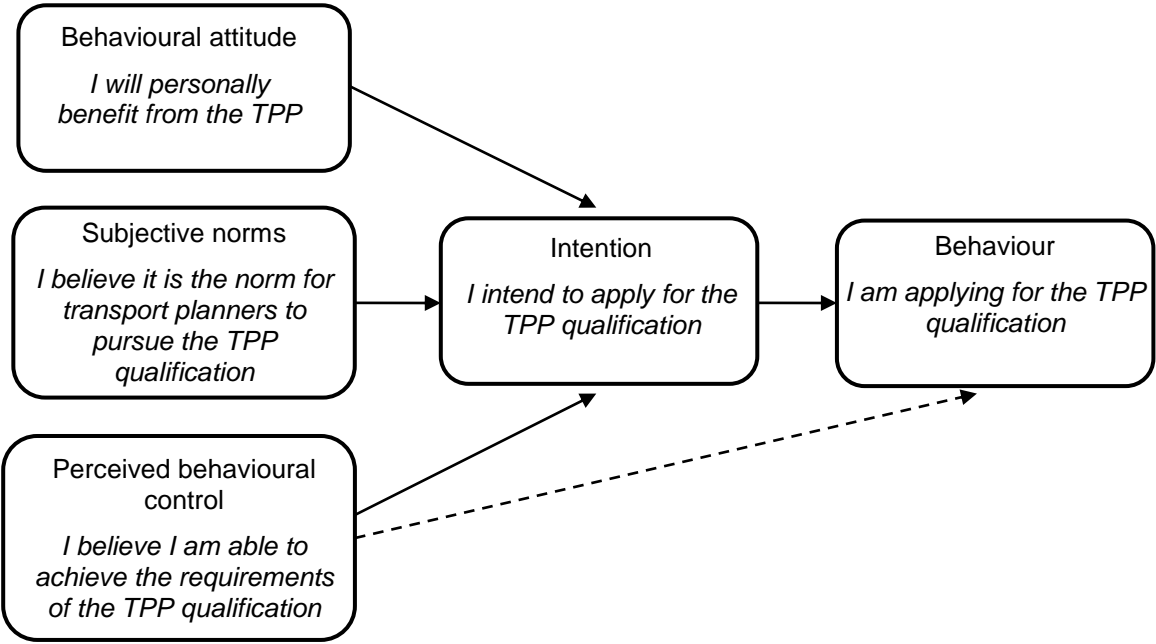 Behavioural attitude
I will personally
benefit from the TPP
Subjective norms
I believe it is the norm for
transport planners to
pursue the TPP
qualification
Intention
I intend to apply for the
TPP qualification
Behaviour
I am applying for the TPP
qualification
Perceived behavioural
control
I believe I am able to
achieve the requirements
of the TPP qualification